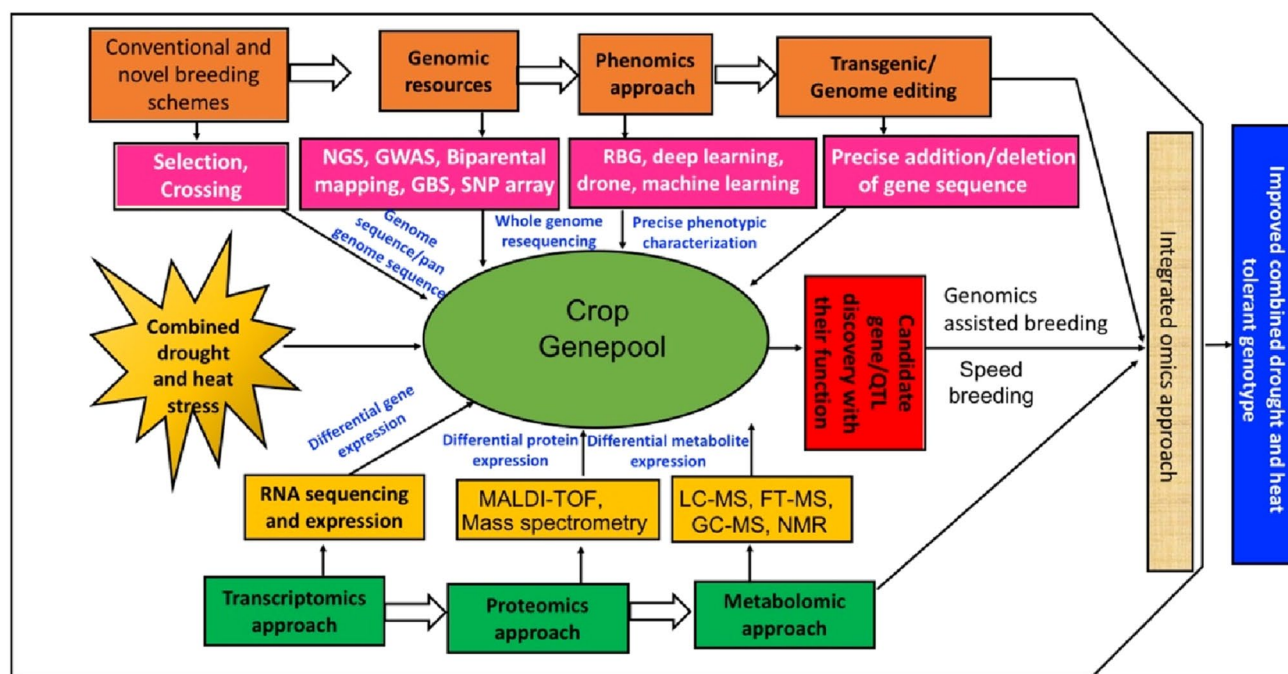 Conventional and
novel breeding
schemes
Genomic
resources
Phenomics
approach
Transgenic/
Genome editing
Selection,
Crossing
NGS, GWAS, Biparental
mapping, GBS, SNP array
RBG, deep learning,
drone, machine learning
Precise addition/deletion
of gene sequence
Genome
sequence/pan
genome sequence
Whole genome
resequencing
Precise phenotypic
characterization
Combined
drought
and heat
stress
Crop
Genepool
Candidate
gene/QTL
discovery with
their function
Genomics
assisted breeding
Speed
breeding
Integrated omics approach
Improved combined drought and heat
tolerant genotype
Differential gene
expression
Differential protein
expression
Differential metabolite
expression
RNA sequencing
and expression
MALDI-TOF,
Mass spectrometry
LC-MS, FT-MS,
GC-MS, NMR
Transcriptomics
approach
Proteomics
approach
Metabolomic
approach